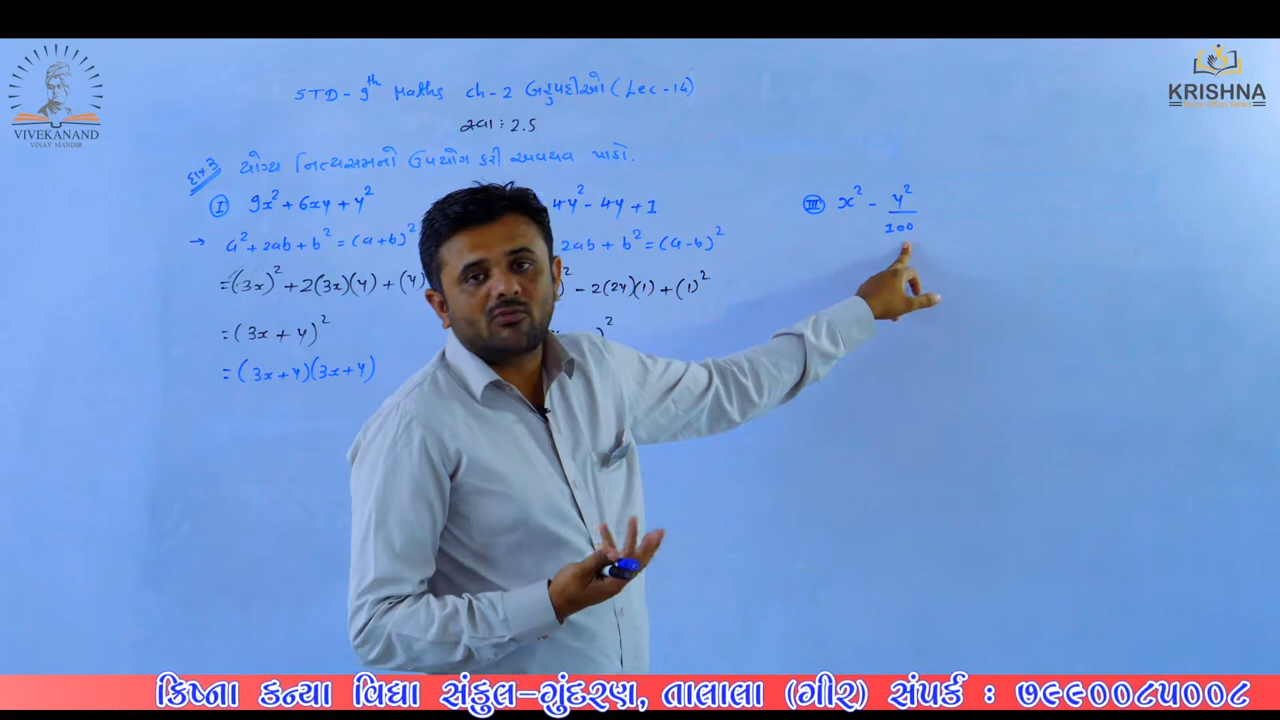 VIVEKANAND
VINAY MANDIR
KRISHNA
STD - 9th Maths ch-2 બહુપદીઓ (Lec-14)
સ્વા : 2.5
દા * 3 યોગ્ય નિત્યસમનો ઉપયોગ કરી અવયવ પાડો.
(I) 9x² + 6xy + y²
→ a² + 2ab + b² = (a+b)²
= (3x)² + 2(3x)(y) + (y)
= (3x + y)²
= (3x+y)(3x+y)
4y² - 4y + 1
2ab + b² = (a-b)²
² - 2(2y)(1) + (1)²
)²
(III) x² - y²/100
ક્રિષ્ના કન્યા વિદ્યા સંકુલ-ગુંદરણ, તાલાલા (ગીર) સંપર્ક : ૭૯૯૦૦૮૫૦૦૮